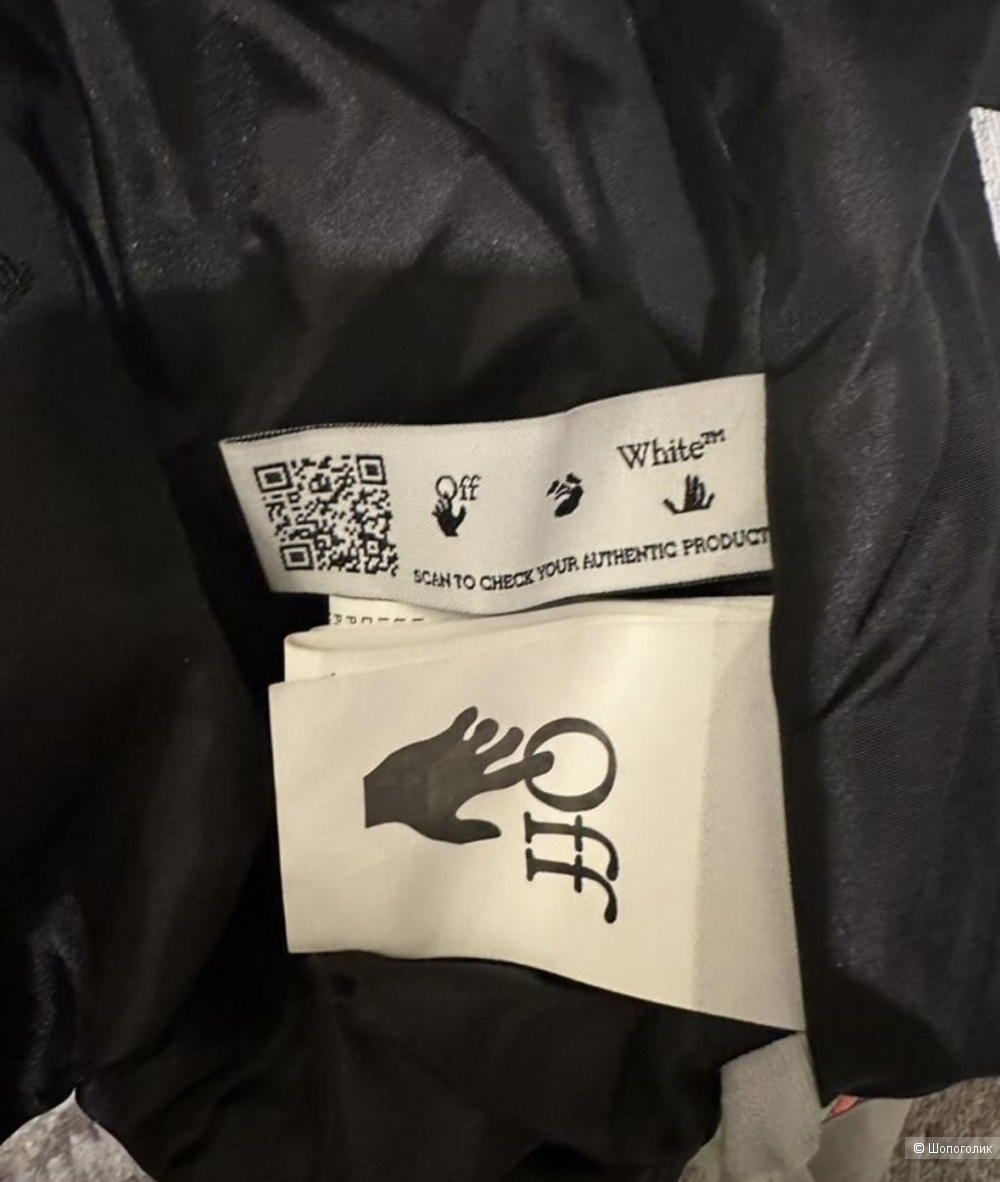 Off
White™
SCAN TO CHECK YOUR AUTHENTIC PRODUCT
Off
© Шопоголик